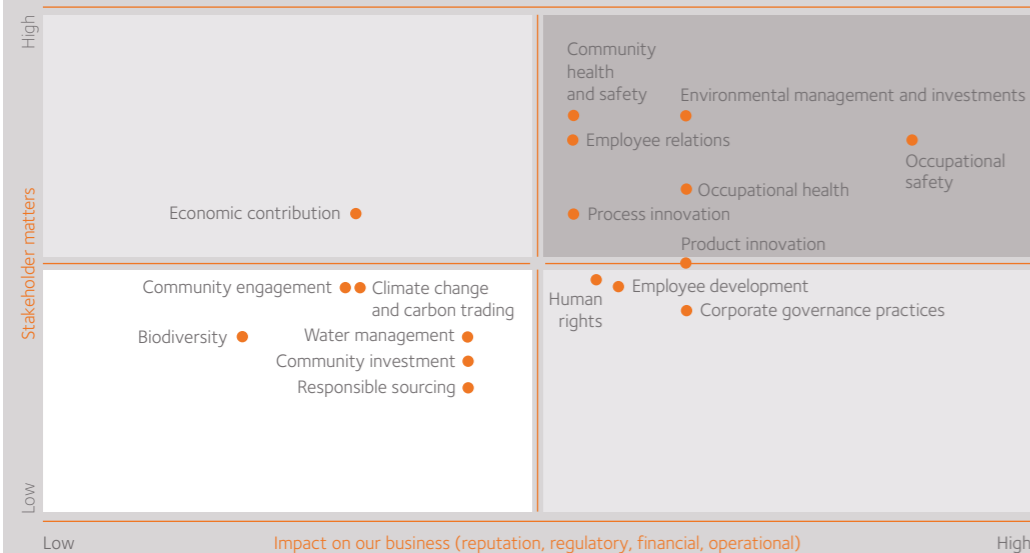 High
Community
health
and safety
Environmental management and investments
Employee relations
Occupational
safety
Occupational health
Economic contribution
Process innovation
Product innovation
Stakeholder matters
Community engagement
Climate change
and carbon trading
Human
rights
Employee development
Corporate governance practices
Biodiversity
Water management
Community investment
Responsible sourcing
Low
Low
Impact on our business (reputation, regulatory, financial, operational)
High